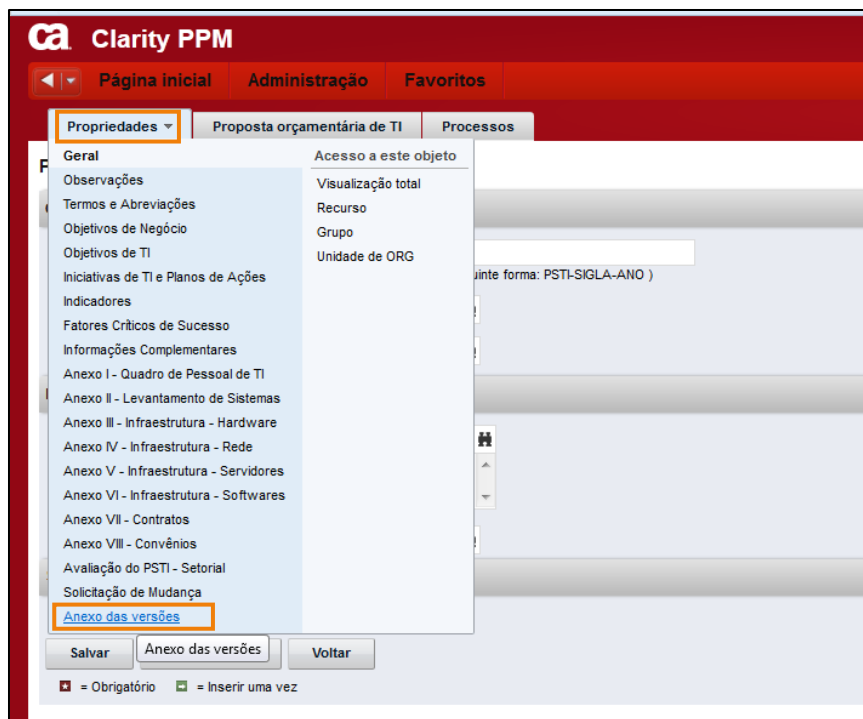 ca Clarity PPM
Página inicial Administração Favoritos
Propriedades Proposta orçamentária de TI Processos
Geral
Observações
Termos e Abreviações
Objetivos de Negócio
Objetivos de TI
Iniciativas de TI e Planos de Ações
Indicadores
Fatores Críticos de Sucesso
Informações Complementares
Anexo I - Quadro de Pessoal de TI
Anexo II - Levantamento de Sistemas
Anexo III - Infraestrutura - Hardware
Anexo IV - Infraestrutura - Rede
Anexo V - Infraestrutura - Servidores
Anexo VI - Infraestrutura - Softwares
Anexo VII - Contratos
Anexo VIII - Convênios
Avaliação do PSTI - Setorial
Solicitação de Mudança
Anexo das versões
Acesso a este objeto
Visualização total
Recurso
Grupo
Unidade de ORG
uinte forma: PSTI-SIGLA-ANO )
Salvar Anexo das versões Voltar
= Obrigatório = Inserir uma vez